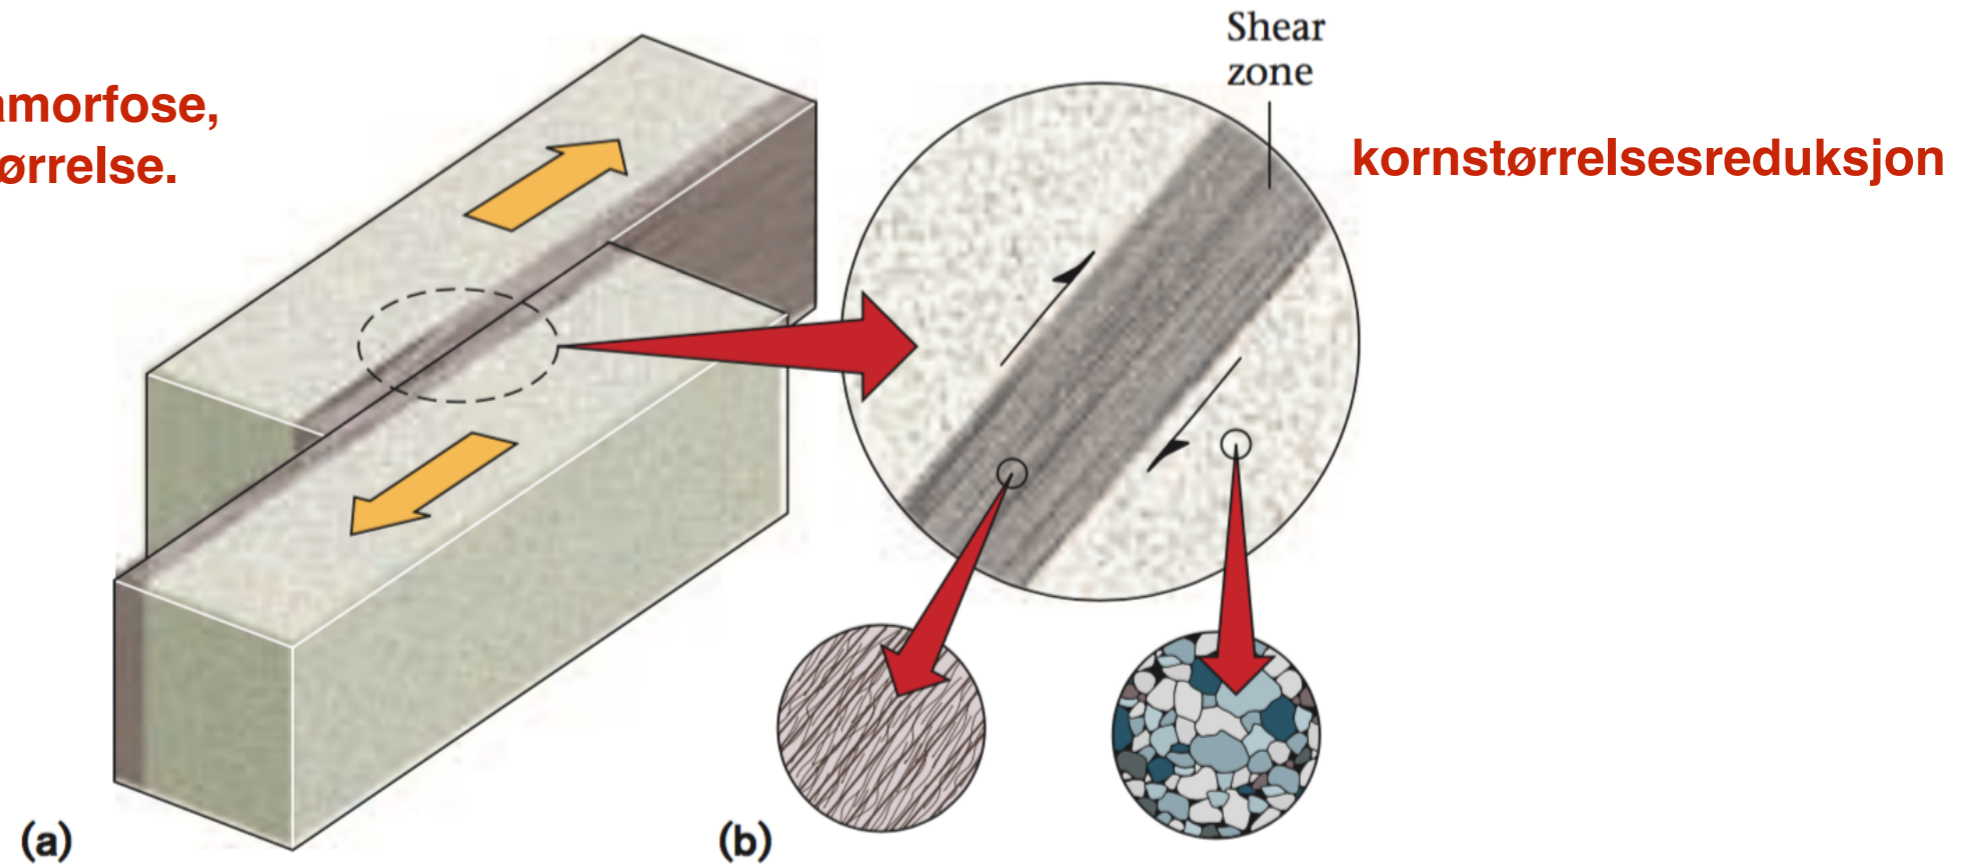 amorfose,
ørrelse.
Shear
zone
kornstørrelsesreduksjon
(a)
(b)